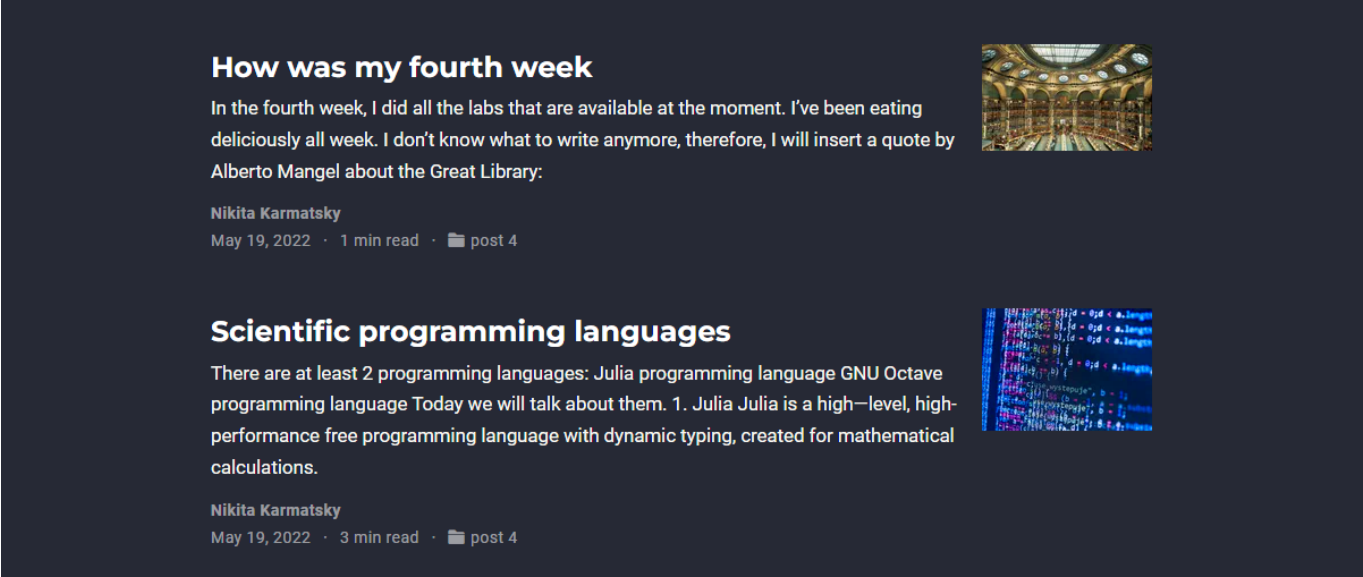 How was my fourth week
In the fourth week, I did all the labs that are available at the moment. I’ve been eating
deliciously all week. I don’t know what to write anymore, therefore, I will insert a quote by
Alberto Mangel about the Great Library:
Nikita Karmatsky
May 19, 2022 · 1 min read · post 4
Scientific programming languages
There are at least 2 programming languages: Julia programming language GNU Octave
programming language Today we will talk about them. 1. Julia Julia is a high—level, high-
performance free programming language with dynamic typing, created for mathematical
calculations.
Nikita Karmatsky
May 19, 2022 · 3 min read · post 4